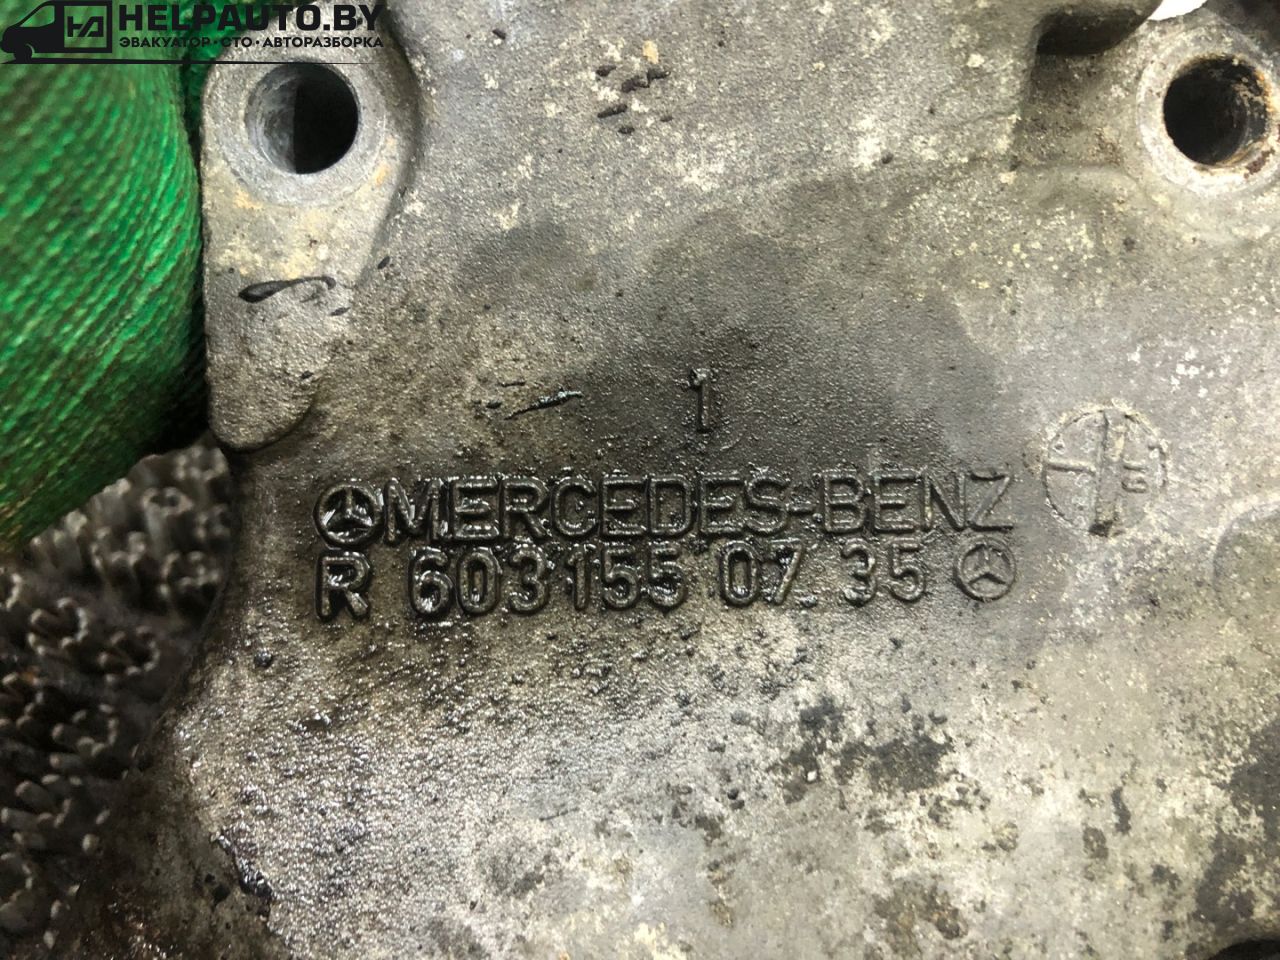 HELPAUTO.BY
ЭВАКУАТОР·СТО·АВТОРАЗБОРКА
1
MERCEDES-BENZ
R 603 155 07 35